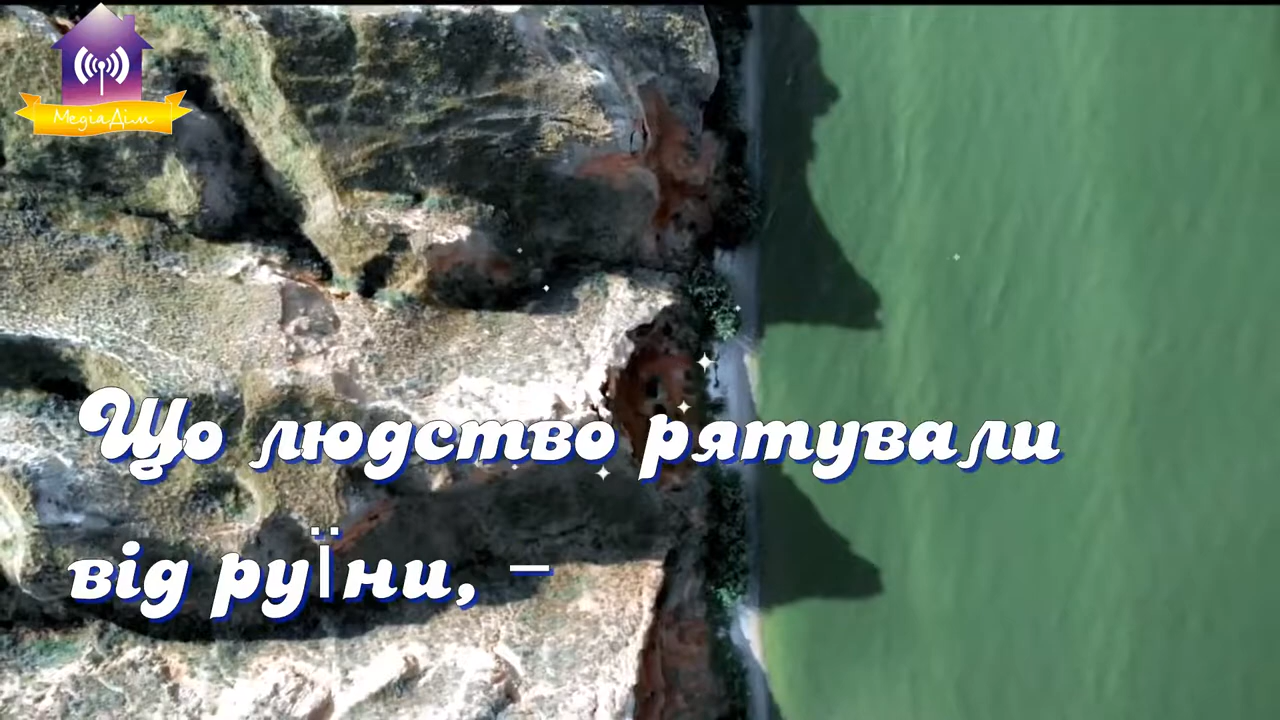 МедіаДім
Що людство рятували
від руїни, –